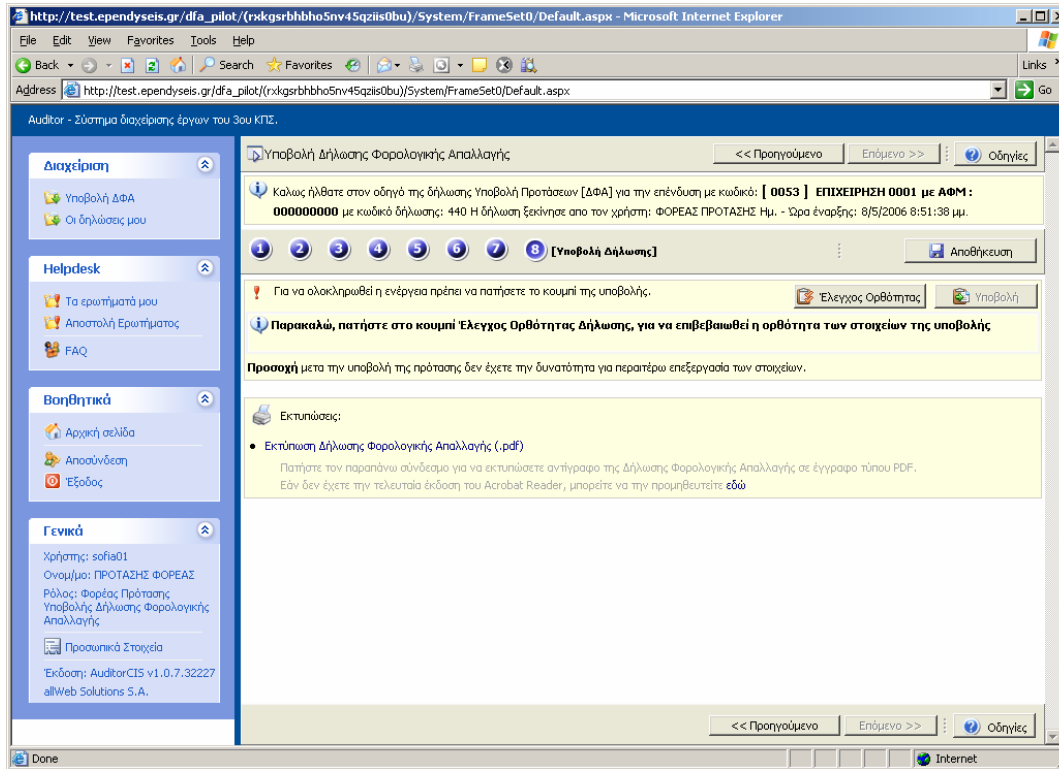 http://test.ependyseis.gr/dfa_pilot/(rxkgsrbhbho5nv45qziis0bu)/System/FrameSet0/Default.aspx - Microsoft Internet Explorer
File Edit View Favorites Tools Help
Back Search Favorites Links
Address http://test.ependyseis.gr/dfa_pilot/(rxkgsrbhbho5nv45qziis0bu)/System/FrameSet0/Default.aspx Go
Auditor - Σύστημα διαχείρισης έργων του 3ου ΚΠΣ.
Διαχείριση
Υποβολή ΔΦΑ
Οι δηλώσεις μου
Helpdesk
Τα ερωτήματά μου
Αποστολή Ερωτήματος
FAQ
Βοηθητικά
Αρχική σελίδα
Αποσύνδεση
Έξοδος
Γενικά
Χρήστης: sofia01
Ονομ/μο: ΠΡΟΤΑΣΗΣ ΦΟΡΕΑΣ
Ρόλος: Φορέας Πρότασης
Υποβολής Δήλωσης Φορολογικής
Απαλλαγής
Προσωπικά Στοιχεία
Έκδοση: AuditorCIS v1.0.7.32227
allWeb Solutions S.A.
Υποβολή Δήλωσης Φορολογικής Απαλλαγής << Προηγούμενο Επόμενο >> Οδηγίες
Καλως ήλθατε στον οδηγό της δήλωσης Υποβολή Προτάσεων [ΔΦΑ] για την επένδυση με κωδικό: [ 0053 ] ΕΠΙΧΕΙΡΗΣΗ 0001 με ΑΦΜ :
000000000 με κωδικό δήλωσης: 440 Η δήλωση ξεκίνησε απο τον χρήστη: ΦΟΡΕΑΣ ΠΡΟΤΑΣΗΣ Ημ. - Ώρα έναρξης: 8/5/2006 8:51:38 μμ.
1 2 3 4 5 6 7 8 [Υποβολή Δήλωσης] Αποθήκευση
Για να ολοκληρωθεί η ενέργεια πρέπει να πατήσετε το κουμπί της υποβολής. Έλεγχος Ορθότητας Υποβολή
Παρακαλώ, πατήστε στο κουμπί Έλεγχος Ορθότητας Δήλωσης, για να επιβεβαιωθεί η ορθότητα των στοιχείων της υποβολής
Προσοχή μετα την υποβολή της πρότασης δεν έχετε την δυνατότητα για περαιτέρω επεξεργασία των στοιχείων.
Εκτυπώσεις:
Εκτύπωση Δήλωσης Φορολογικής Απαλλαγής (.pdf)
Πατήστε τον παραπάνω σύνδεσμο για να εκτυπώσετε αντίγραφο της Δήλωσης Φορολογικής Απαλλαγής σε έγγραφο τύπου PDF.
Εάν δεν έχετε την τελευταία έκδοση του Acrobat Reader, μπορείτε να την προμηθευτείτε εδώ
<< Προηγούμενο Επόμενο >> Οδηγίες
Done Internet